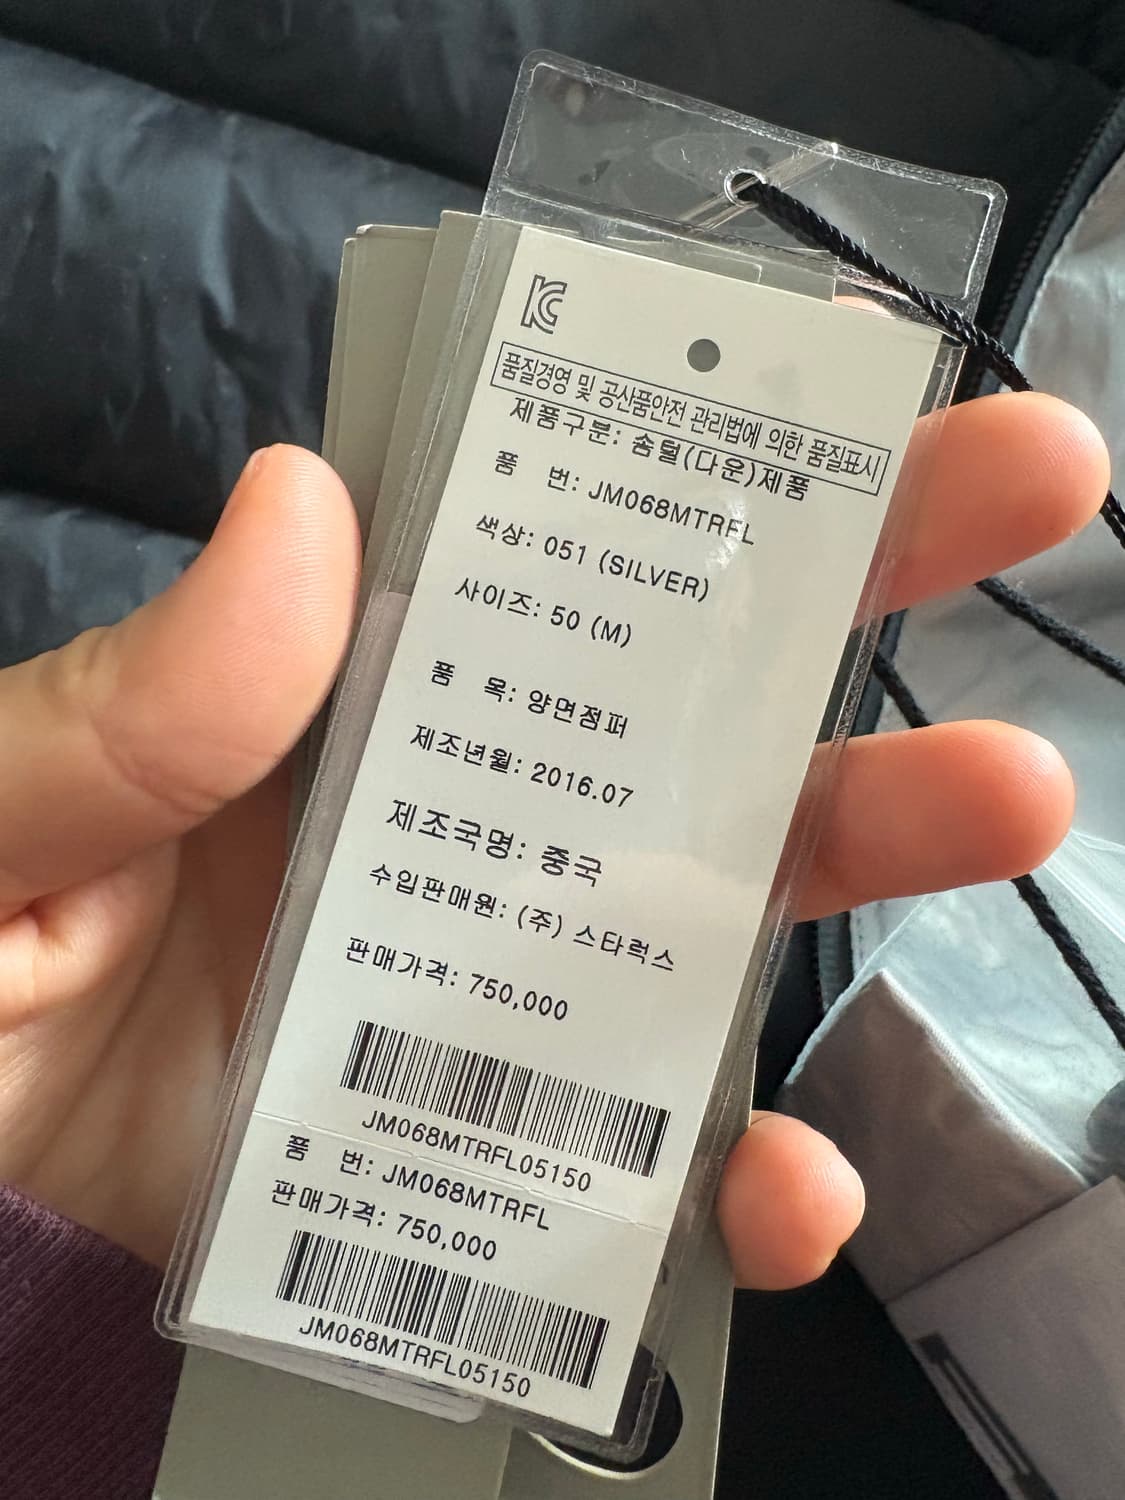 KC
품질경영 및 공산품안전 관리법에 의한 품질표시
제품구분: 솜털(다운)제품
품 번: JM068MTRFL
색상: 051 (SILVER)
사이즈: 50 (M)
품 목: 양면점퍼
제조년월: 2016.07
제조국명: 중국
수입판매원: (주) 스타럭스
판매가격: 750,000
JM068MTRFL05150
품 번: JM068MTRFL
판매가격: 750,000
JM068MTRFL05150